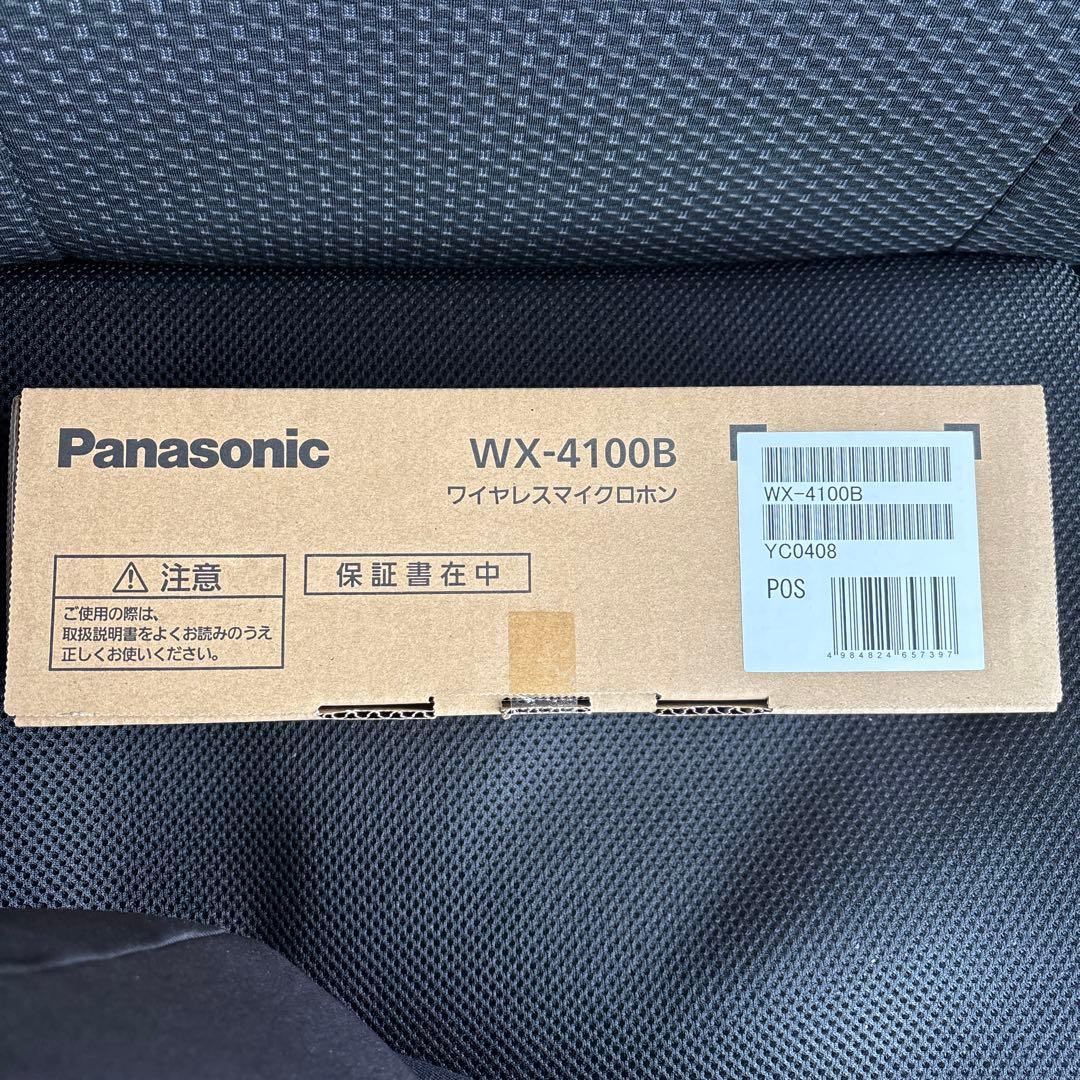 Panasonic
WX-4100B
ワイヤレスマイクロホン
⚠ 注意
ご使用の際は、
取扱説明書をよくお読みのうえ
正しくお使いください。
保証書在中
WX-4100B
YC0408
POS
4984824657397